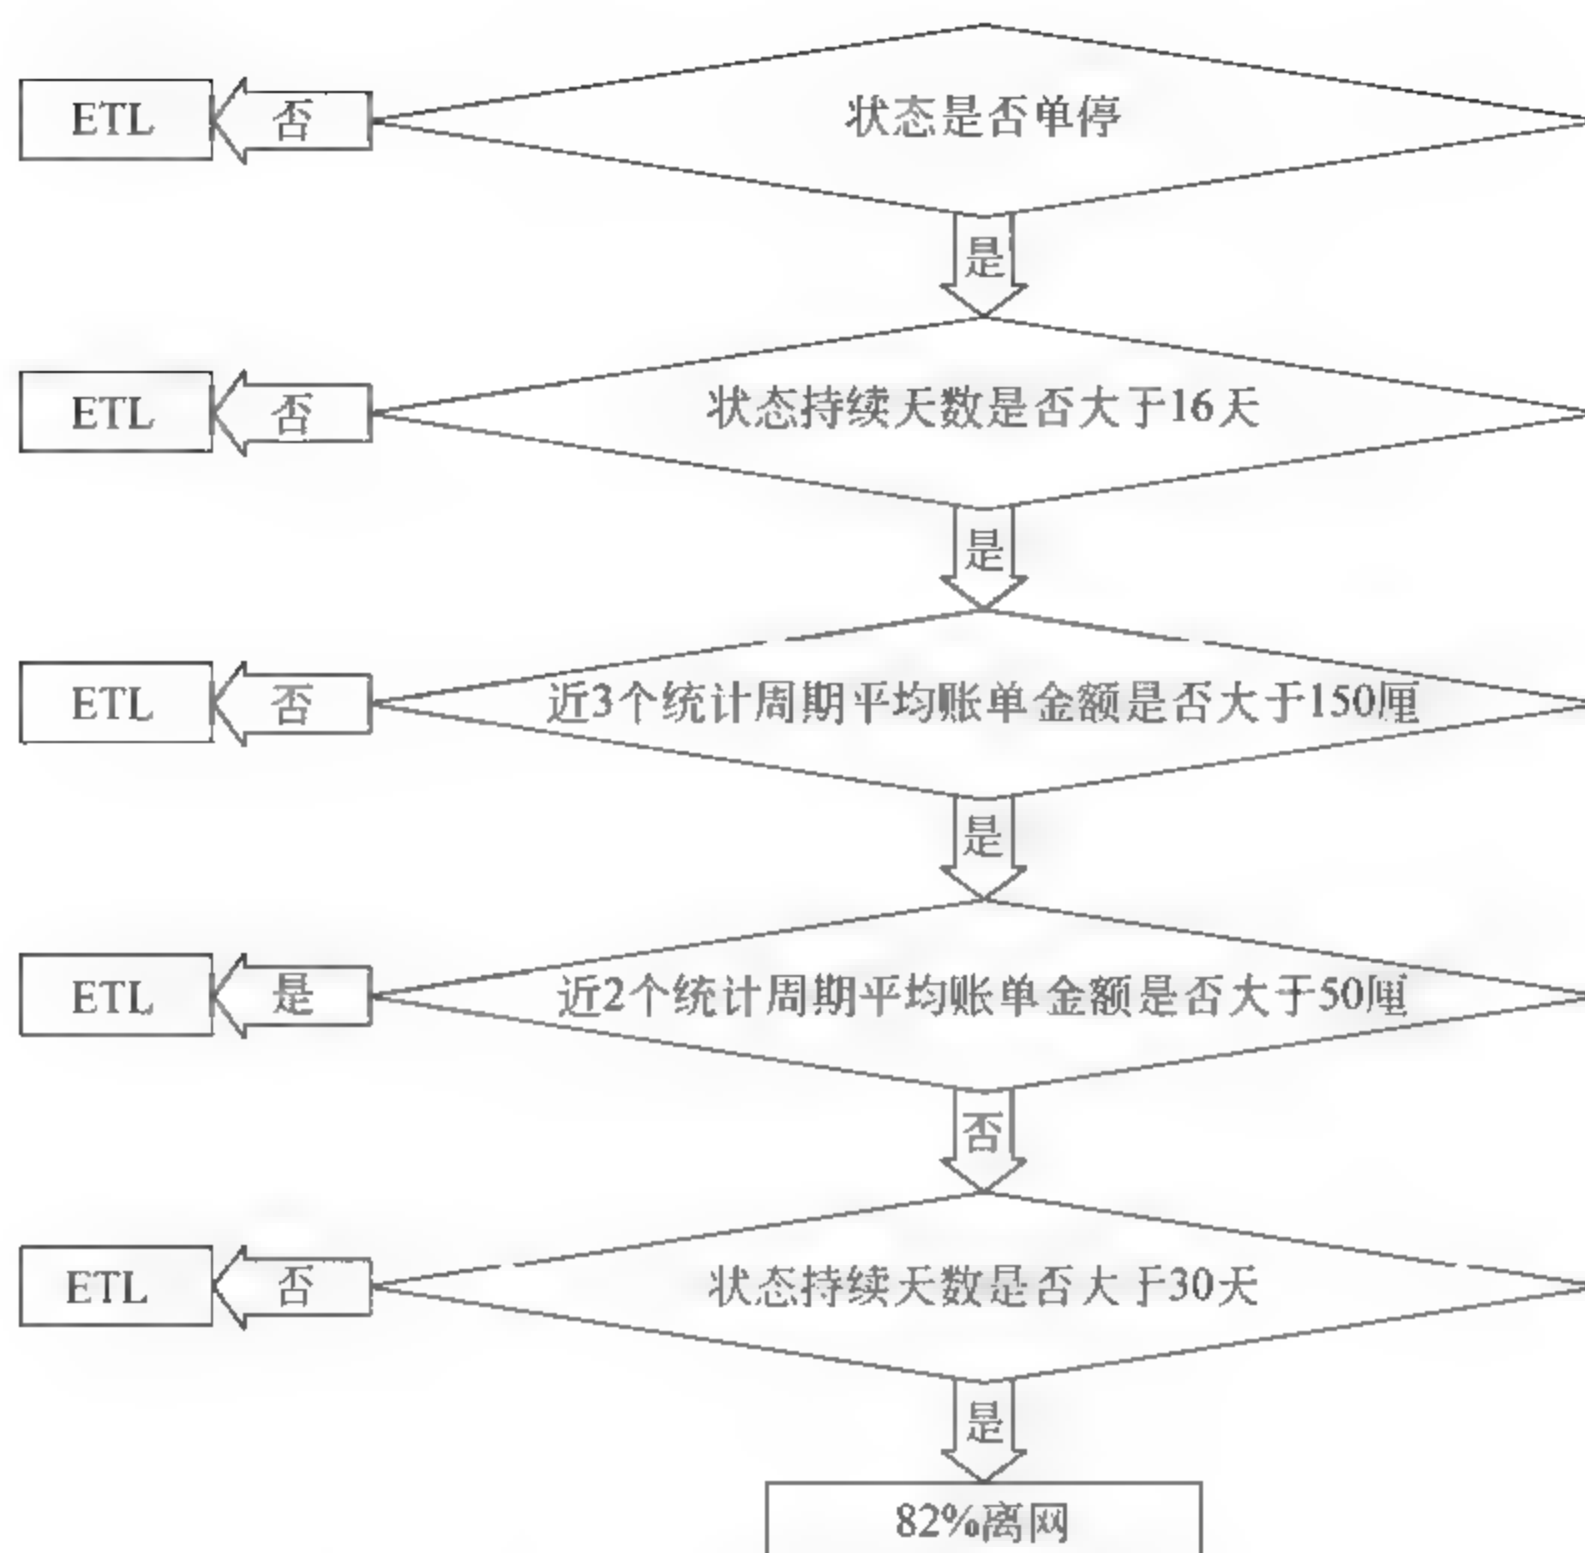 ETL
否
状态是否单停
是
ETL
否
状态持续天数是否大于16天
是
ETL
否
近3个统计周期平均账单金额是否大于150厘
是
ETL
是
近2个统计周期平均账单金额是否大于50厘
否
ETL
否
状态持续天数是否大于30天
是
82%离网